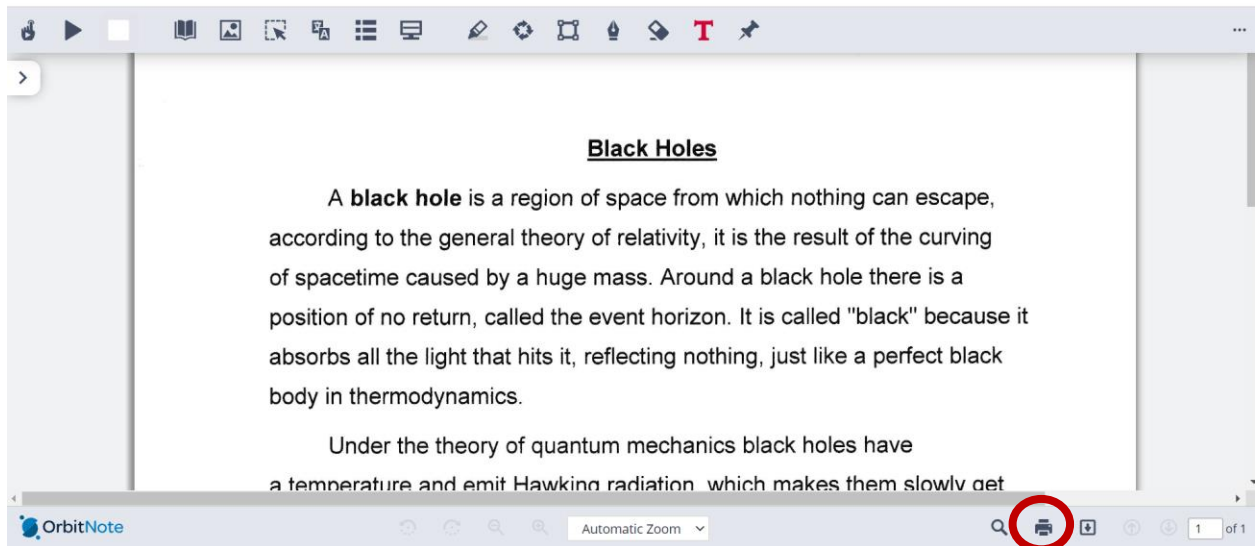 Black Holes
A black hole is a region of space from which nothing can escape,
according to the general theory of relativity, it is the result of the curving
of spacetime caused by a huge mass. Around a black hole there is a
position of no return, called the event horizon. It is called "black" because it
absorbs all the light that hits it, reflecting nothing, just like a perfect black
body in thermodynamics.
Under the theory of quantum mechanics black holes have
a temperature and emit Hawking radiation, which makes them slowly get
OrbitNote Automatic Zoom 1 of 1